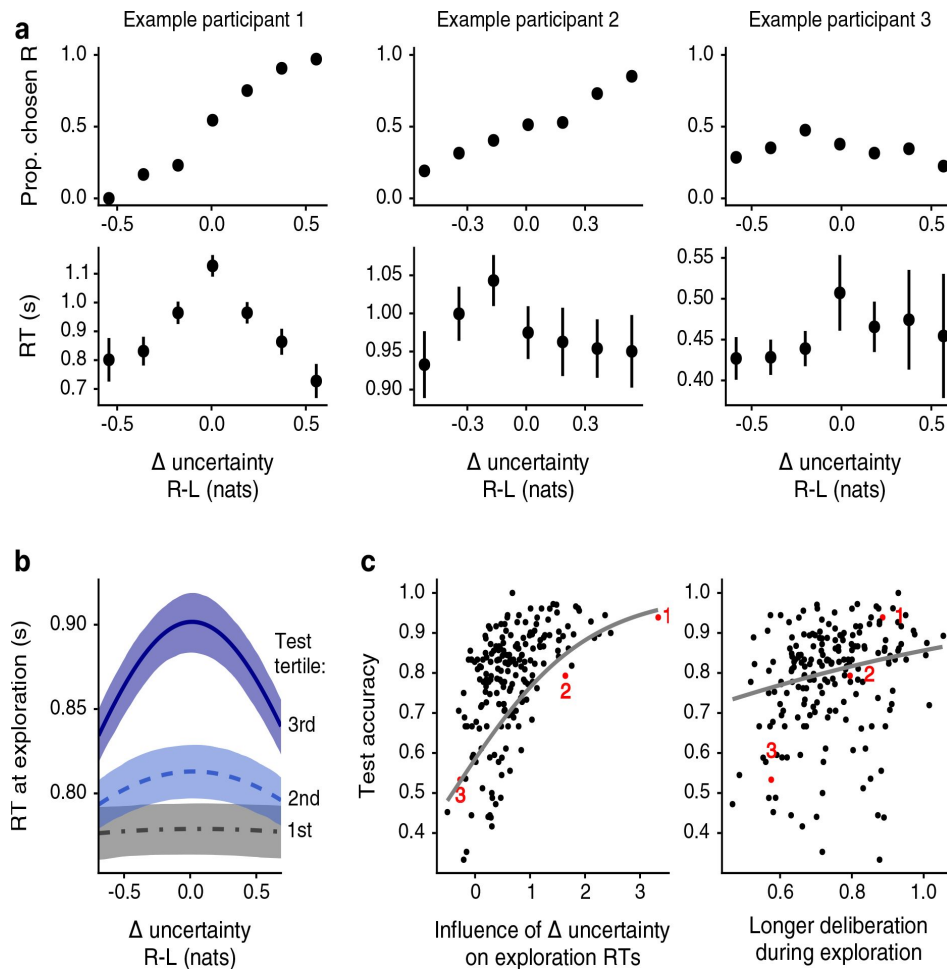 a
Example participant 1
Example participant 2
Example participant 3
Prop. chosen R
1.0
0.5
0.0
-0.5 0.0 0.5
1.0
0.5
0.0
-0.3 0.0 0.3
1.0
0.5
0.0
-0.5 0.0 0.5
RT (s)
1.1
1.0
0.9
0.8
0.7
-0.5 0.0 0.5
Δ uncertainty
R-L (nats)
1.05
1.00
0.95
0.90
-0.3 0.0 0.3
Δ uncertainty
R-L (nats)
0.55
0.50
0.45
0.40
-0.5 0.0 0.5
Δ uncertainty
R-L (nats)
b
RT at exploration (s)
0.90
0.85
0.80
Test
tertile:
3rd
2nd
1st
-0.5 0.0 0.5
Δ uncertainty
R-L (nats)
c
Test accuracy
1.0
0.9
0.8
0.7
0.6
0.5
0.4
1
2
3
0 1 2 3
Influence of Δ uncertainty
on exploration RTs
1.0
0.9
0.8
0.7
0.6
0.5
0.4
1
2
3
0.6 0.8 1.0
Longer deliberation
during exploration